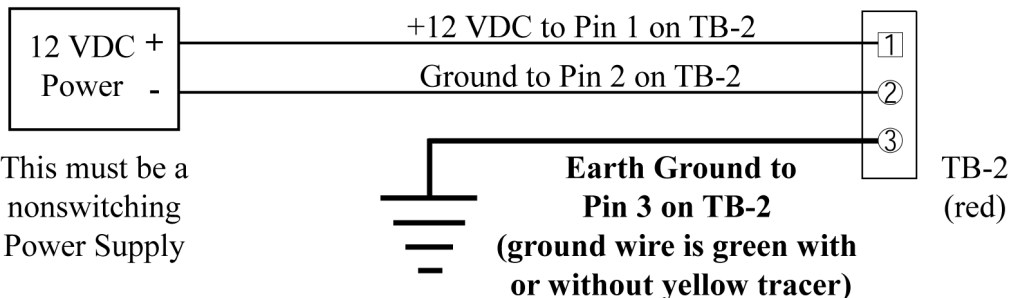 12 VDC +
Power -
This must be a
nonswitching
Power Supply
+12 VDC to Pin 1 on TB-2
Ground to Pin 2 on TB-2
Earth Ground to
Pin 3 on TB-2
(ground wire is green with
or without yellow tracer)
1
2
3
TB-2
(red)